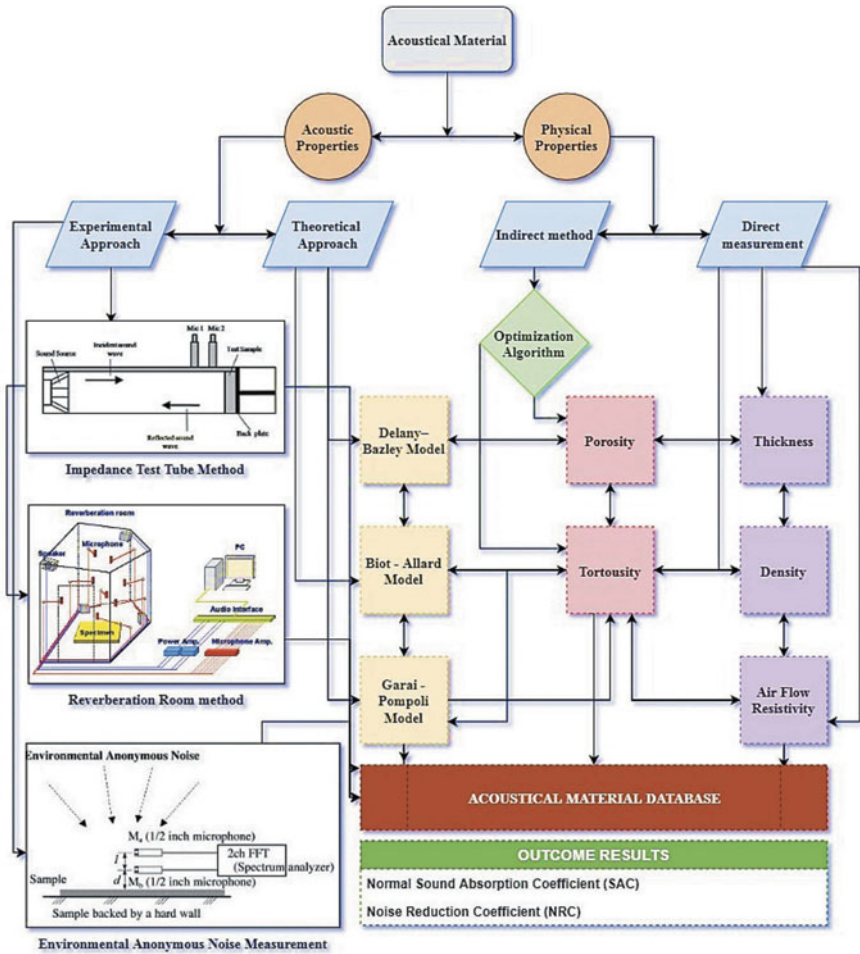 Acoustical Material
Acoustic
Properties
Physical
Properties
Experimental
Approach
Theoretical
Approach
Indirect method
Direct
measurement
Optimization
Algorithm
Mic 1
Mic 2
Sound Source
Incident sound
wave
Test Sample
Reflected sound
wave
Back plate
Impedance Test Tube Method
Delany–
Bazley Model
Porosity
Thickness
Reverberation room
Speaker
Microphone
PC
Audio Interface
Specimen
Power Amp.
Microphone Amp.
Reverberation Room method
Biot - Allard
Model
Tortousity
Density
Garai -
Pompoli
Model
Air Flow
Resistivity
Environmental Anonymous Noise
Mₐ (1/2 inch microphone)
2ch FFT
(Spectrum analyzer)
l
d
M_b (1/2 inch microphone)
Sample
Sample backed by a hard wall
Environmental Anonymous Noise Measurement
ACOUSTICAL MATERIAL DATABASE
OUTCOME RESULTS
Normal Sound Absorption Coefficient (SAC)
Noise Reduction Coefficient (NRC)